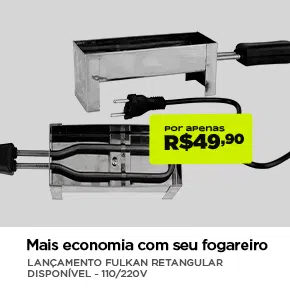 Por apenas
R$49,90
Mais economia com seu fogareiro
LANÇAMENTO FULKAN RETANGULAR
DISPONÍVEL - 110/220V